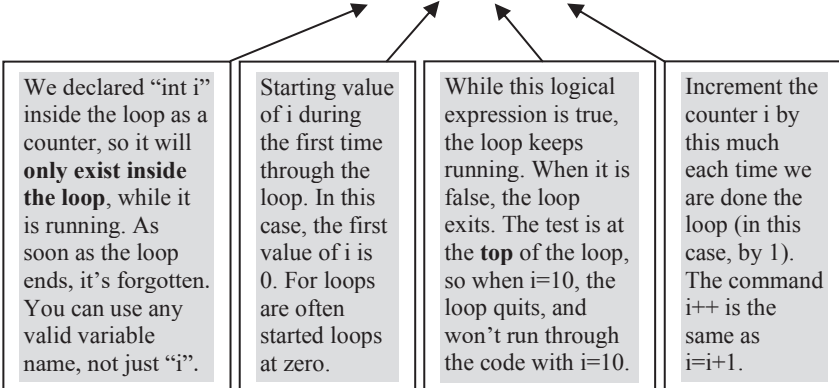 We declared “int i”
inside the loop as a
counter, so it will
only exist inside
the loop, while it
is running. As
soon as the loop
ends, it’s forgotten.
You can use any
valid variable
name, not just “i”.
Starting value
of i during
the first time
through the
loop. In this
case, the first
value of i is
0. For loops
are often
started loops
at zero.
While this logical
expression is true,
the loop keeps
running. When it is
false, the loop
exits. The test is at
the top of the loop,
so when i=10, the
loop quits, and
won’t run through
the code with i=10.
Increment the
counter i by
this much
each time we
are done the
loop (in this
case, by 1).
The command
i++ is the
same as
i=i+1.